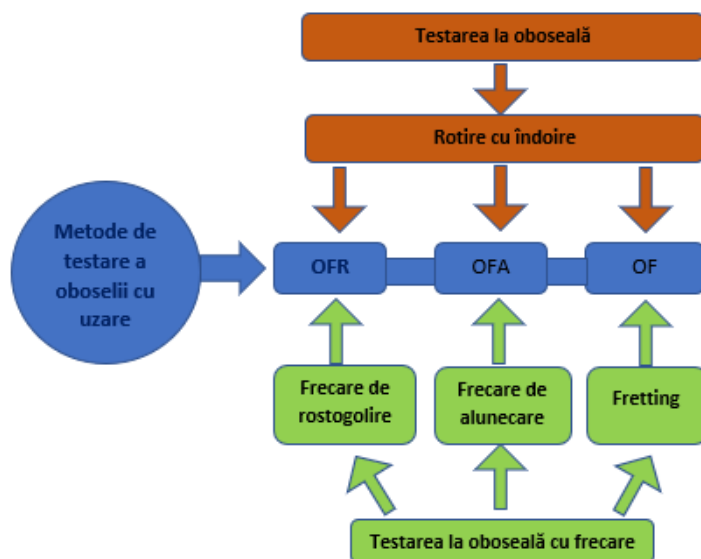 Testarea la oboseală
Rotire cu îndoire
Metode de
testare a
oboselii cu
uzare
OFR
OFA
OF
Frecare de
rostogolire
Frecare de
alunecare
Fretting
Testarea la oboseală cu frecare